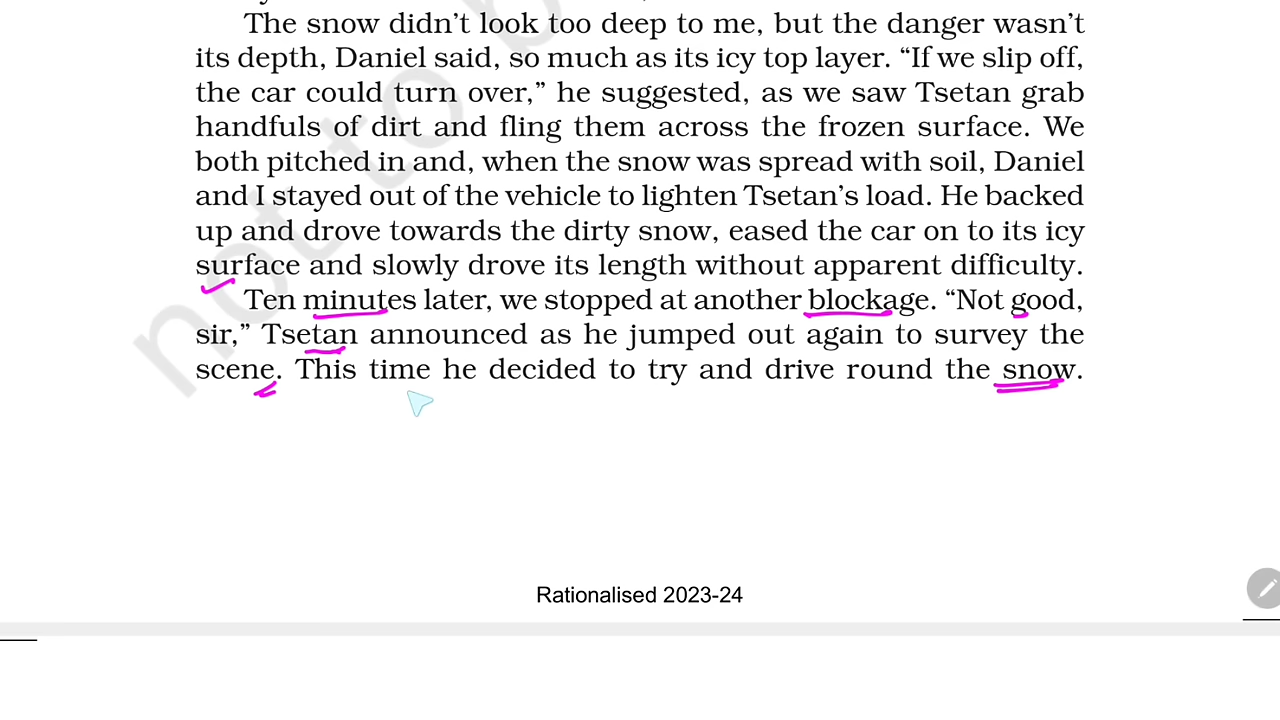 The snow didn’t look too deep to me, but the danger wasn’t
its depth, Daniel said, so much as its icy top layer. “If we slip off,
the car could turn over,” he suggested, as we saw Tsetan grab
handfuls of dirt and fling them across the frozen surface. We
both pitched in and, when the snow was spread with soil, Daniel
and I stayed out of the vehicle to lighten Tsetan’s load. He backed
up and drove towards the dirty snow, eased the car on to its icy
surface and slowly drove its length without apparent difficulty.
Ten minutes later, we stopped at another blockage. “Not good,
sir,” Tsetan announced as he jumped out again to survey the
scene. This time he decided to try and drive round the snow.
not to b
Rationalised 2023-24